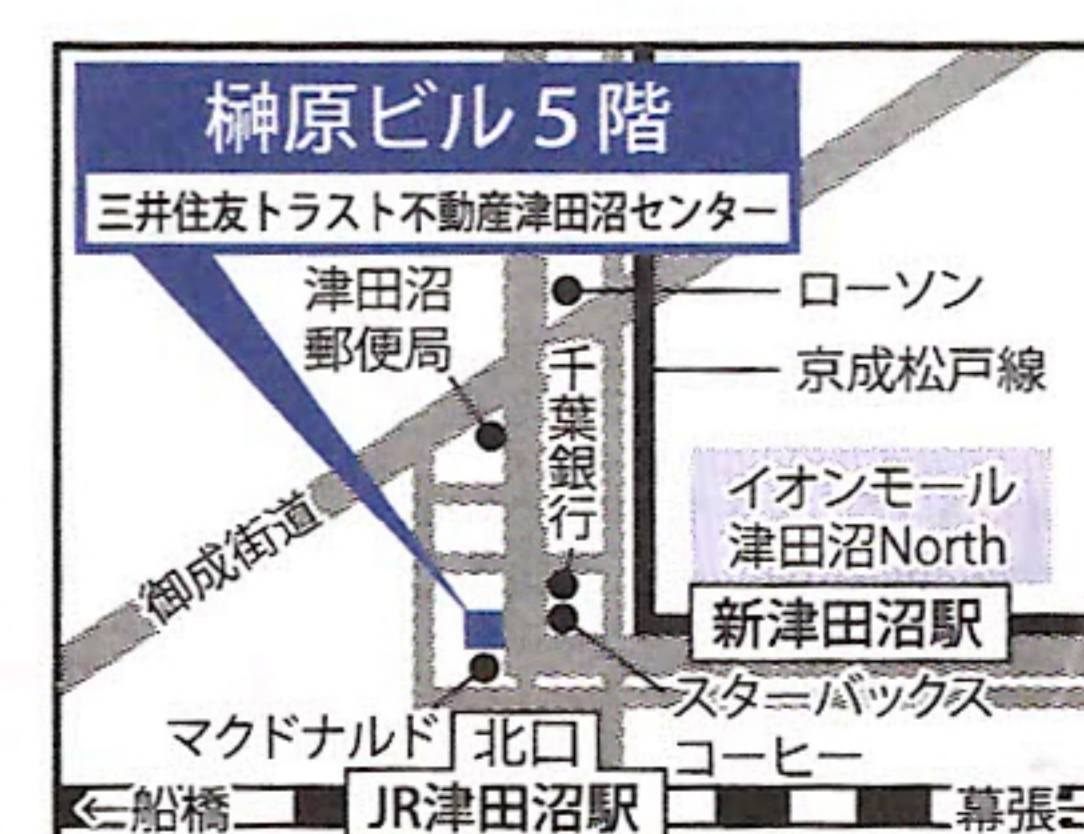 榊原ビル5階
三井住友トラスト不動産津田沼センター
津田沼
郵便局
ローソン
京成松戸線
千葉銀行
イオンモール
津田沼North
御成街道
新津田沼駅
スターバックス
コーヒー
マクドナルド
北口
←船橋
JR津田沼駅
幕張